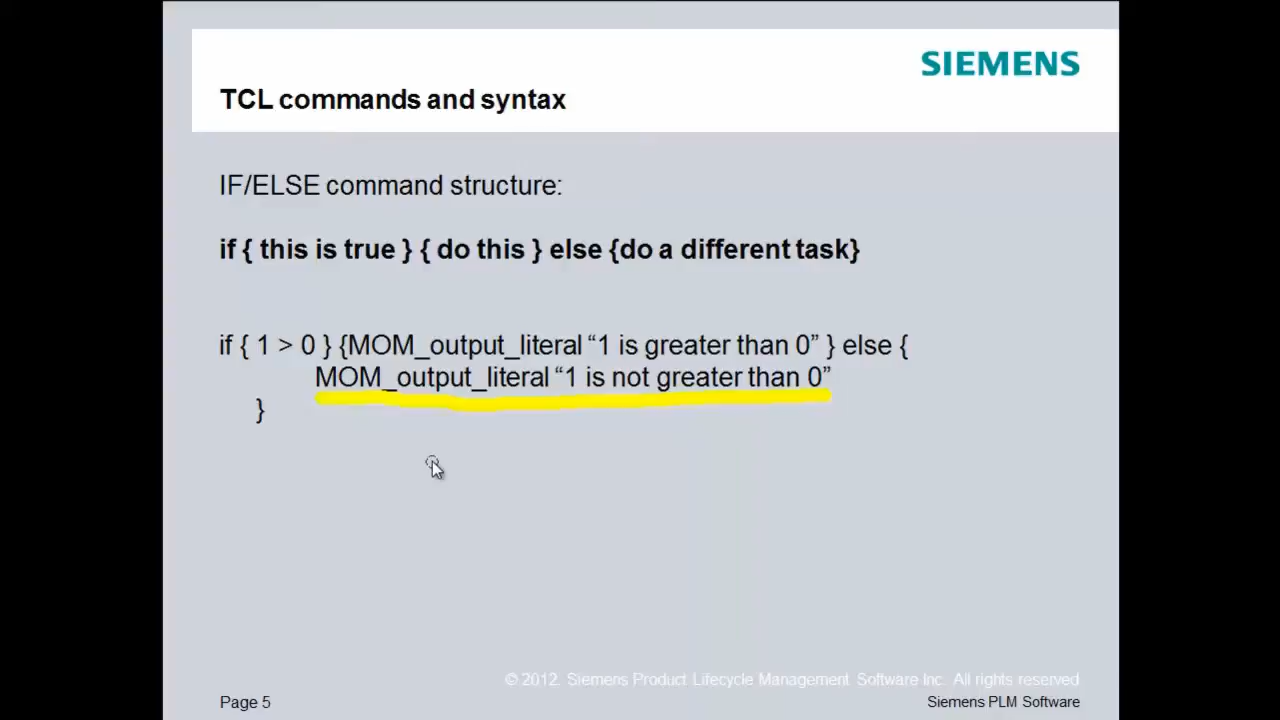 SIEMENS
TCL commands and syntax
IF/ELSE command structure:
if { this is true } { do this } else {do a different task}
if { 1 > 0 } {MOM_output_literal “1 is greater than 0” } else {
MOM_output_literal “1 is not greater than 0”
}
© 2012. Siemens Product Lifecycle Management Software Inc. All rights reserved
Page 5
Siemens PLM Software